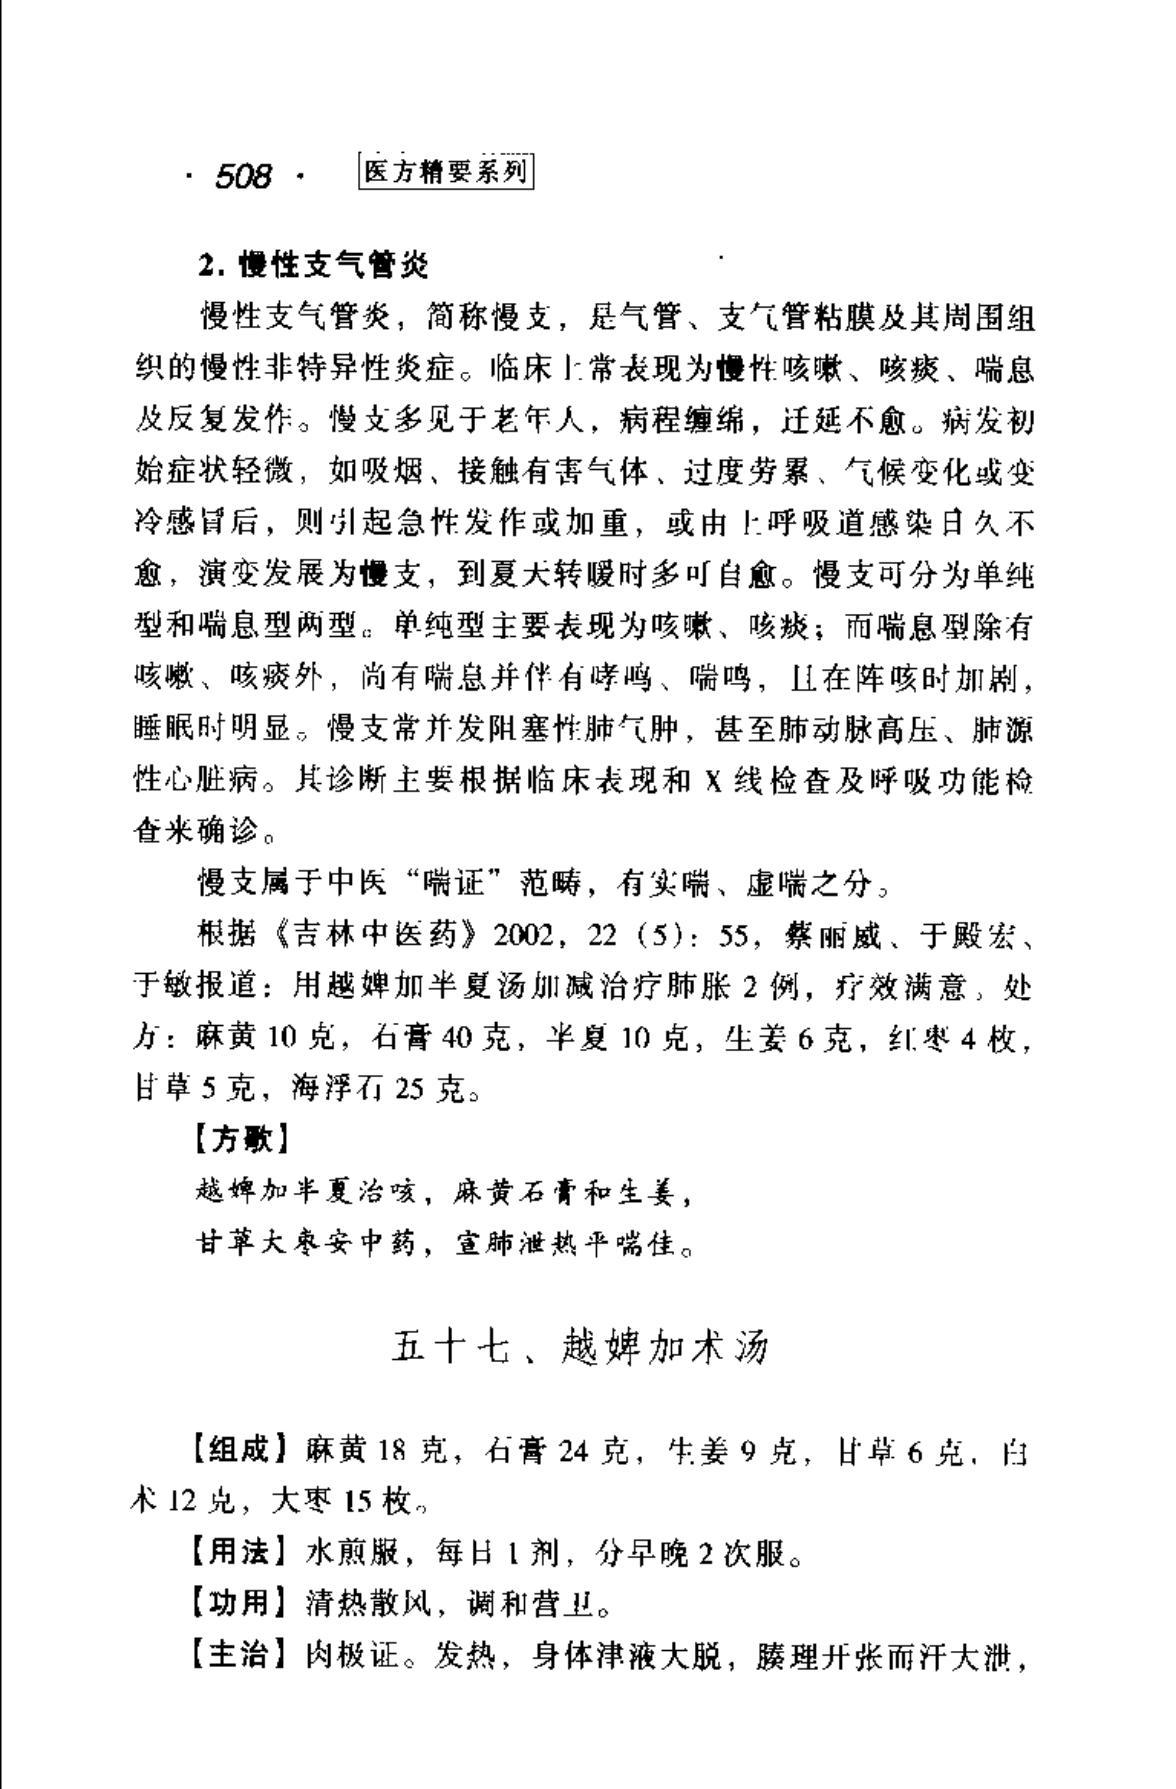 · 508 · 医方精要系列
2. 慢性支气管炎
慢性支气管炎，简称慢支，是气管、支气管粘膜及其周围组
织的慢性非特异性炎症。临床上常表现为慢性咳嗽、咳痰、喘息
及反复发作。慢支多见于老年人，病程缠绵，迁延不愈。病发初
始症状轻微，如吸烟、接触有害气体、过度劳累、气候变化或变
冷感冒后，则引起急性发作或加重，或由上呼吸道感染日久不
愈，演变发展为慢支，到夏天转暖时多可自愈。慢支可分为单纯
型和喘息型两型。单纯型主要表现为咳嗽、咳痰；而喘息型除有
咳嗽、咳痰外，尚有喘息并伴有哮鸣、喘鸣，且在阵咳时加剧，
睡眠时明显。慢支常并发阻塞性肺气肿，甚至肺动脉高压、肺源
性心脏病。其诊断主要根据临床表现和 X 线检查及呼吸功能检
查来确诊。
慢支属于中医“喘证”范畴，有实喘、虚喘之分。
根据《吉林中医药》2002，22（5）：55，蔡丽威、于殿宏、
于敏报道：用越婢加半夏汤加减治疗肺胀 2 例，疗效满意。处
方：麻黄 10 克，石膏 40 克，半夏 10 克，生姜 6 克，红枣 4 枚，
甘草 5 克，海浮石 25 克。
【方歌】
越婢加半夏治咳，麻黄石膏和生姜，
甘草大枣安中药，宣肺泄热平喘佳。
五十七、越婢加术汤
【组成】麻黄 18 克，石膏 24 克，生姜 9 克，甘草 6 克，白
术 12 克，大枣 15 枚。
【用法】水煎服，每日 1 剂，分早晚 2 次服。
【功用】清热散风，调和营卫。
【主治】肉极证。发热，身体津液大脱，腠理开张而汗大泄，